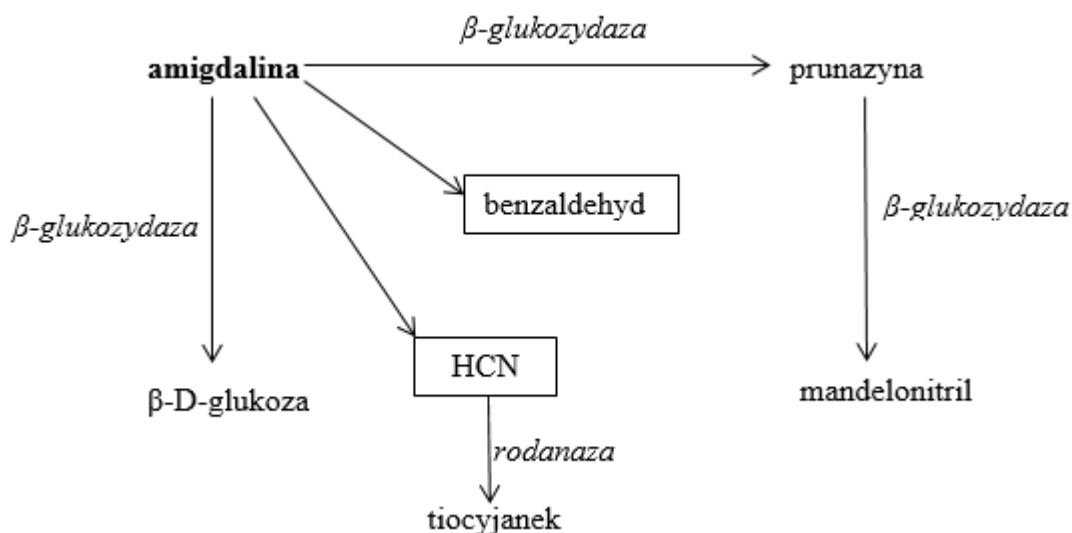 β-glukozydaza
amigdalina
prunazyna
benzaldehyd
β-glukozydaza
β-glukozydaza
HCN
β-D-glukoza
mandelonitril
rodanaza
tiocyjanek